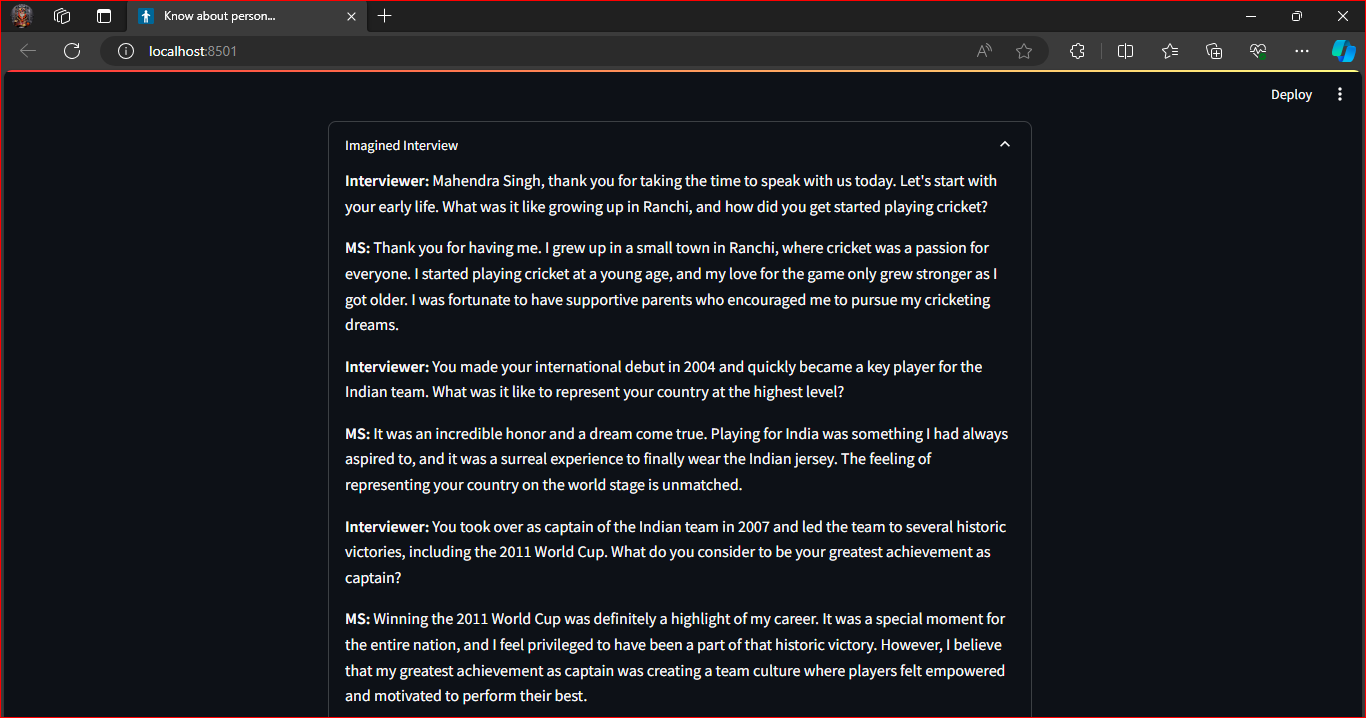 Know about person...
localhost:8501
Deploy
Imagined Interview
Interviewer: Mahendra Singh, thank you for taking the time to speak with us today. Let's start with
your early life. What was it like growing up in Ranchi, and how did you get started playing cricket?
MS: Thank you for having me. I grew up in a small town in Ranchi, where cricket was a passion for
everyone. I started playing cricket at a young age, and my love for the game only grew stronger as I
got older. I was fortunate to have supportive parents who encouraged me to pursue my cricketing
dreams.
Interviewer: You made your international debut in 2004 and quickly became a key player for the
Indian team. What was it like to represent your country at the highest level?
MS: It was an incredible honor and a dream come true. Playing for India was something I had always
aspired to, and it was a surreal experience to finally wear the Indian jersey. The feeling of
representing your country on the world stage is unmatched.
Interviewer: You took over as captain of the Indian team in 2007 and led the team to several historic
victories, including the 2011 World Cup. What do you consider to be your greatest achievement as
captain?
MS: Winning the 2011 World Cup was definitely a highlight of my career. It was a special moment for
the entire nation, and I feel privileged to have been a part of that historic victory. However, I believe
that my greatest achievement as captain was creating a team culture where players felt empowered
and motivated to perform their best.